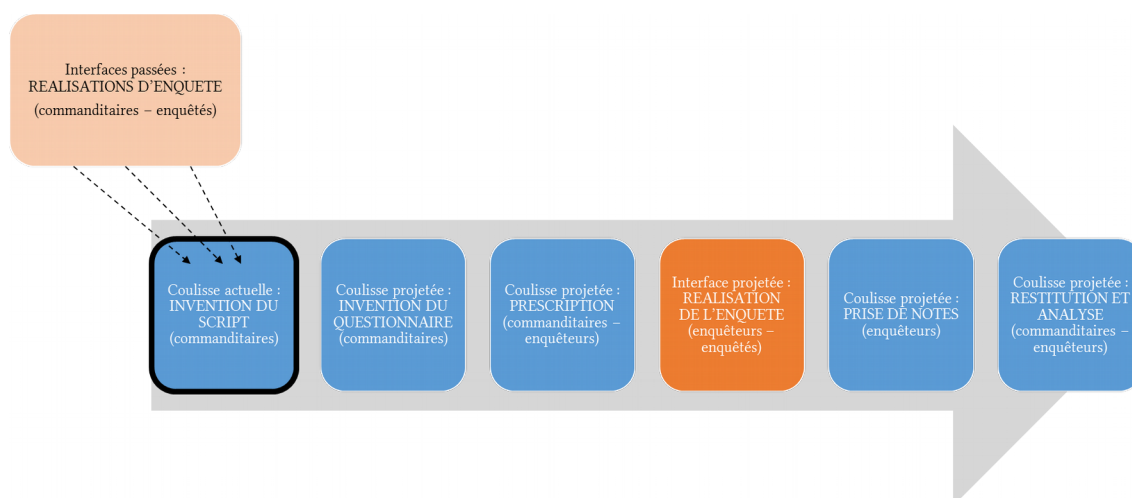 Interfaces passées :
REALISATIONS D’ENQUETE
(commanditaires – enquêtés)
Coulisse actuelle :
INVENTION DU
SCRIPT
(commanditaires)
Coulisse projetée :
INVENTION DU
QUESTIONNAIRE
(commanditaires)
Coulisse projetée :
PRESCRIPTION
(commanditaires –
enquêteurs)
Interface projetée :
REALISATION
DE L’ENQUETE
(enquêteurs –
enquêtés)
Coulisse projetée :
PRISE DE NOTES
(enquêteurs)
Coulisse projetée :
RESTITUTION ET
ANALYSE
(commanditaires –
enquêteurs)